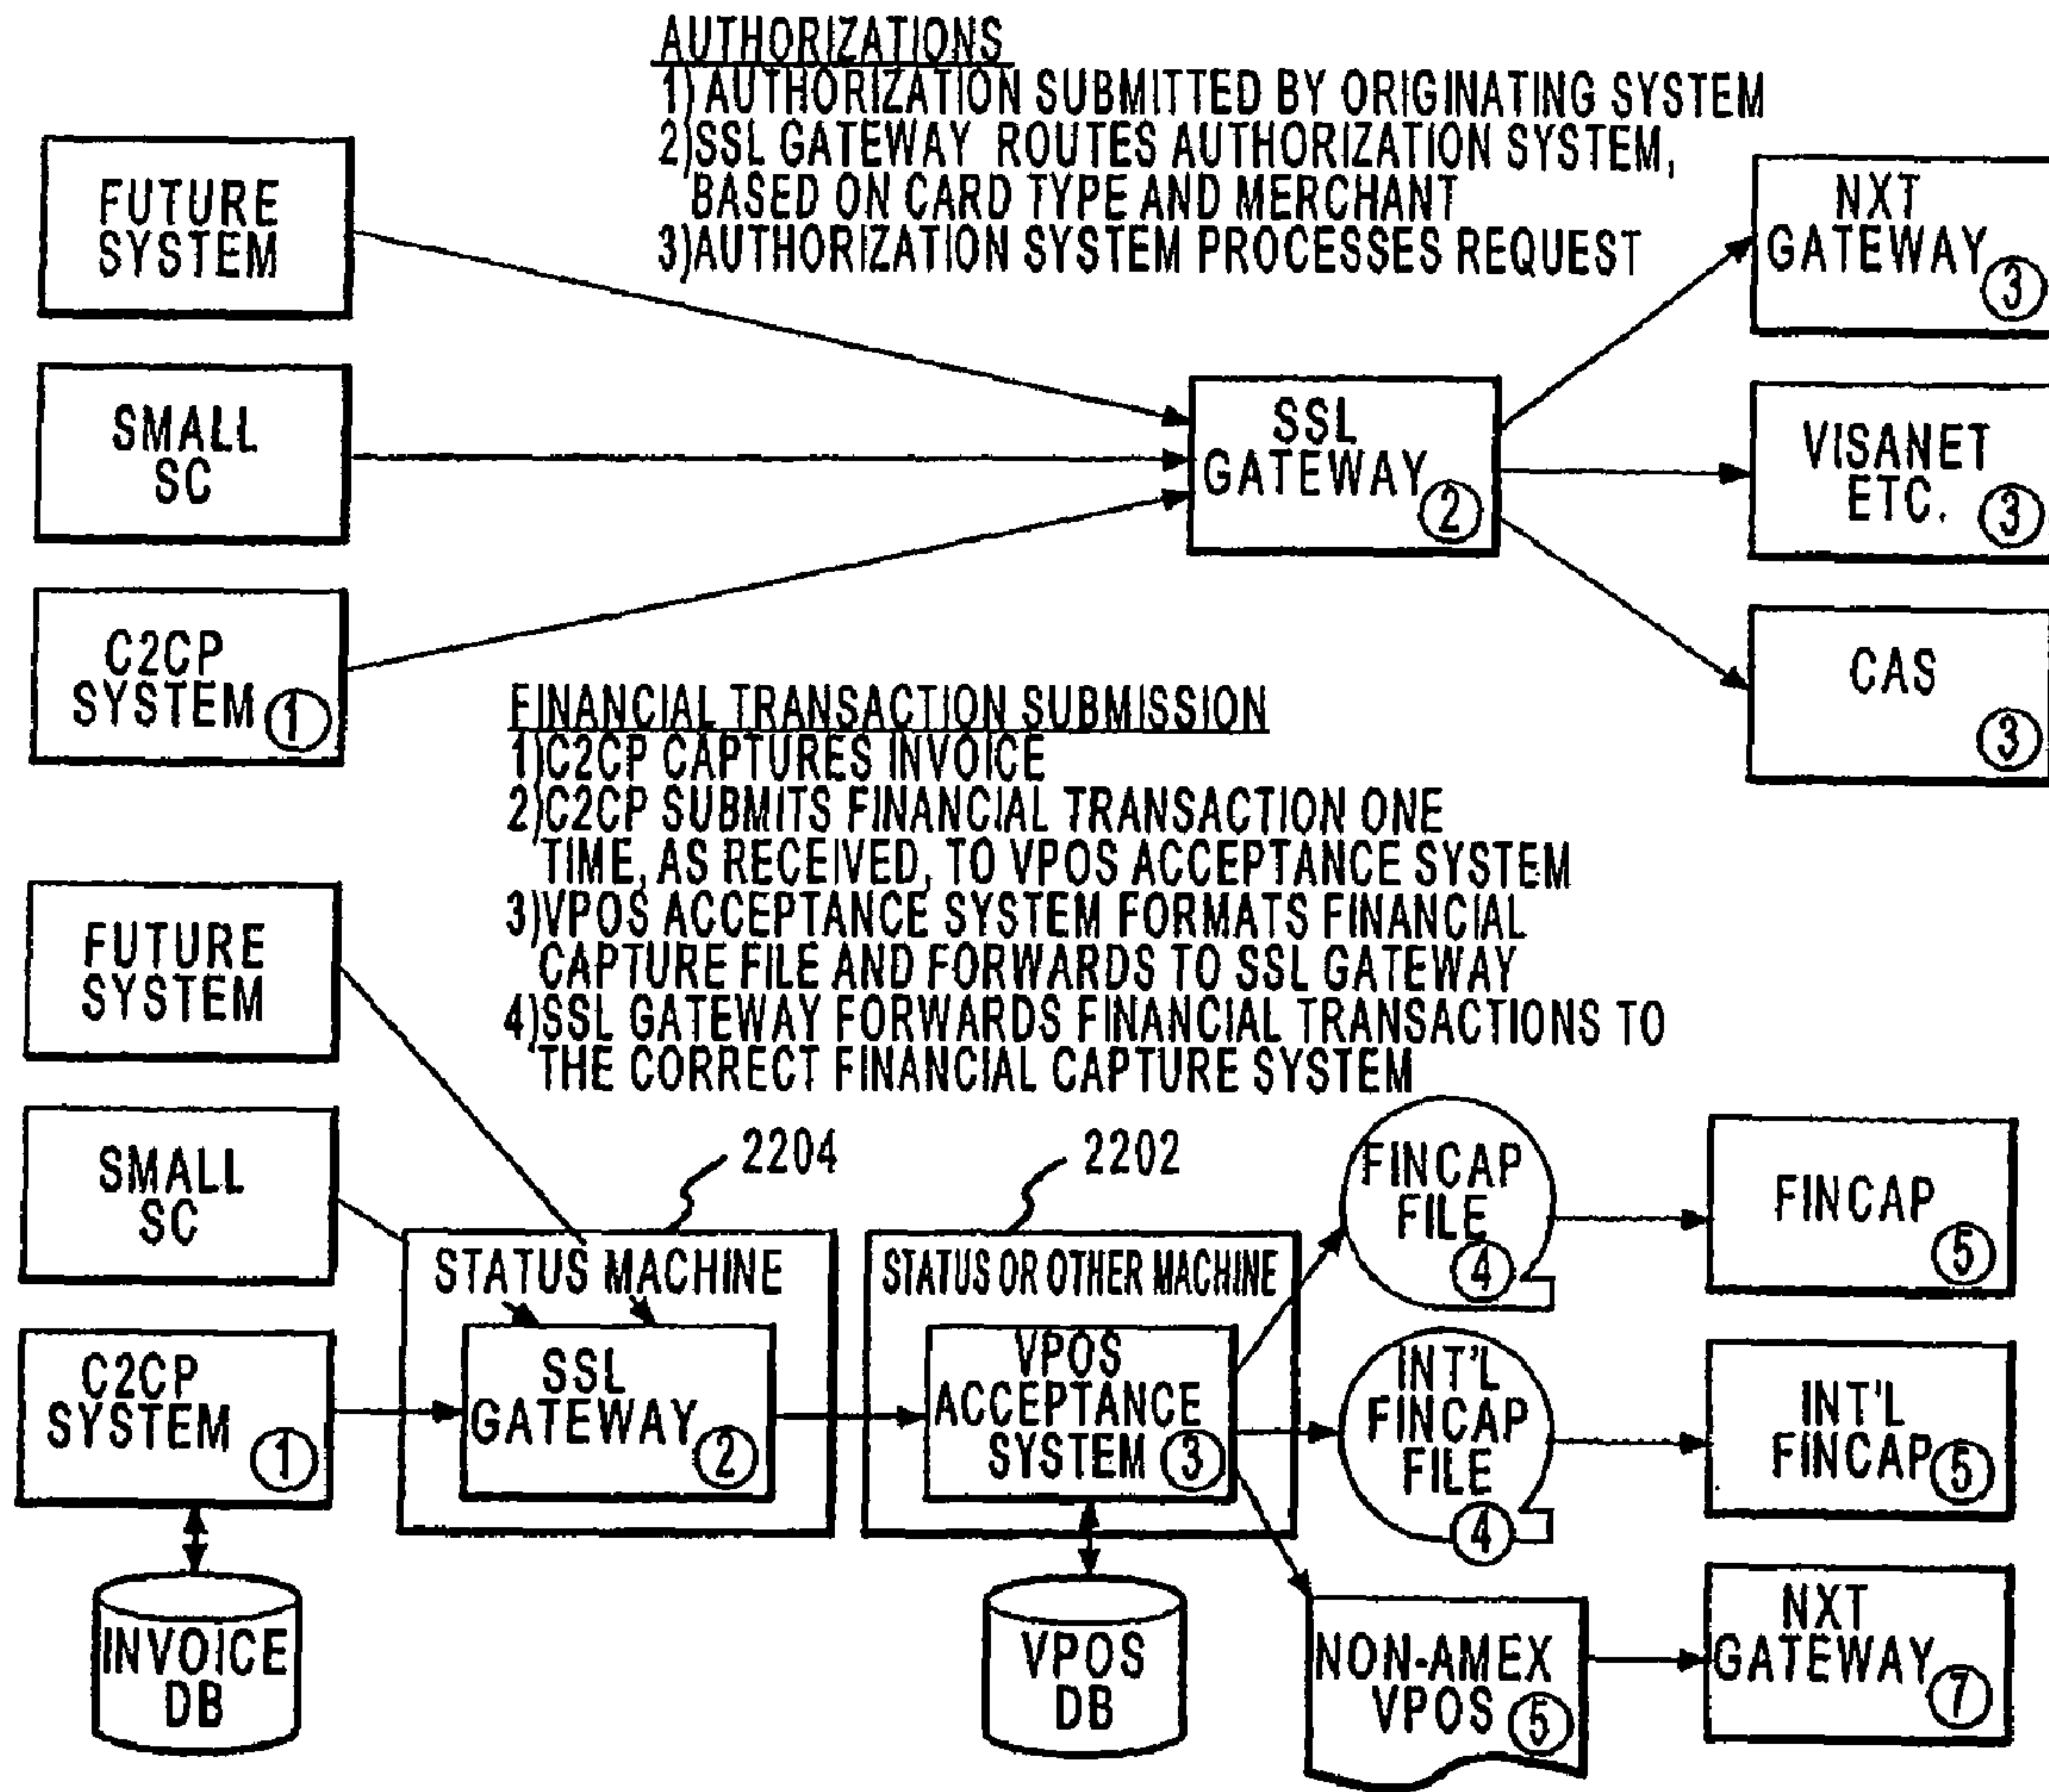 AUTHORIZATIONS
1) AUTHORIZATION SUBMITTED BY ORIGINATING SYSTEM
2)SSL GATEWAY ROUTES AUTHORIZATION SYSTEM,
BASED ON CARD TYPE AND MERCHANT
3)AUTHORIZATION SYSTEM PROCESSES REQUEST
FUTURE
SYSTEM
SMALL
SC
C2CP
SYSTEM 1
SSL
GATEWAY 2
NXT
GATEWAY 3
VISANET
ETC. 3
CAS
3
FINANCIAL TRANSACTION SUBMISSION
1)C2CP CAPTURES INVOICE
2)C2CP SUBMITS FINANCIAL TRANSACTION ONE
TIME, AS RECEIVED, TO VPOS ACCEPTANCE SYSTEM
3)VPOS ACCEPTANCE SYSTEM FORMATS FINANCIAL
CAPTURE FILE AND FORWARDS TO SSL GATEWAY
4)SSL GATEWAY FORWARDS FINANCIAL TRANSACTIONS TO
THE CORRECT FINANCIAL CAPTURE SYSTEM
FUTURE
SYSTEM
SMALL
SC
C2CP
SYSTEM 1
INVOICE
DB
2204
STATUS MACHINE
SSL
GATEWAY 2
2202
STATUS OR OTHER MACHINE
VPOS
ACCEPTANCE
SYSTEM 3
VPOS
DB
FINCAP
FILE
4
INT'L
FINCAP
FILE
4
NON-AMEX
VPOS 5
FINCAP
5
INT'L
FINCAP 5
NXT
GATEWAY 7